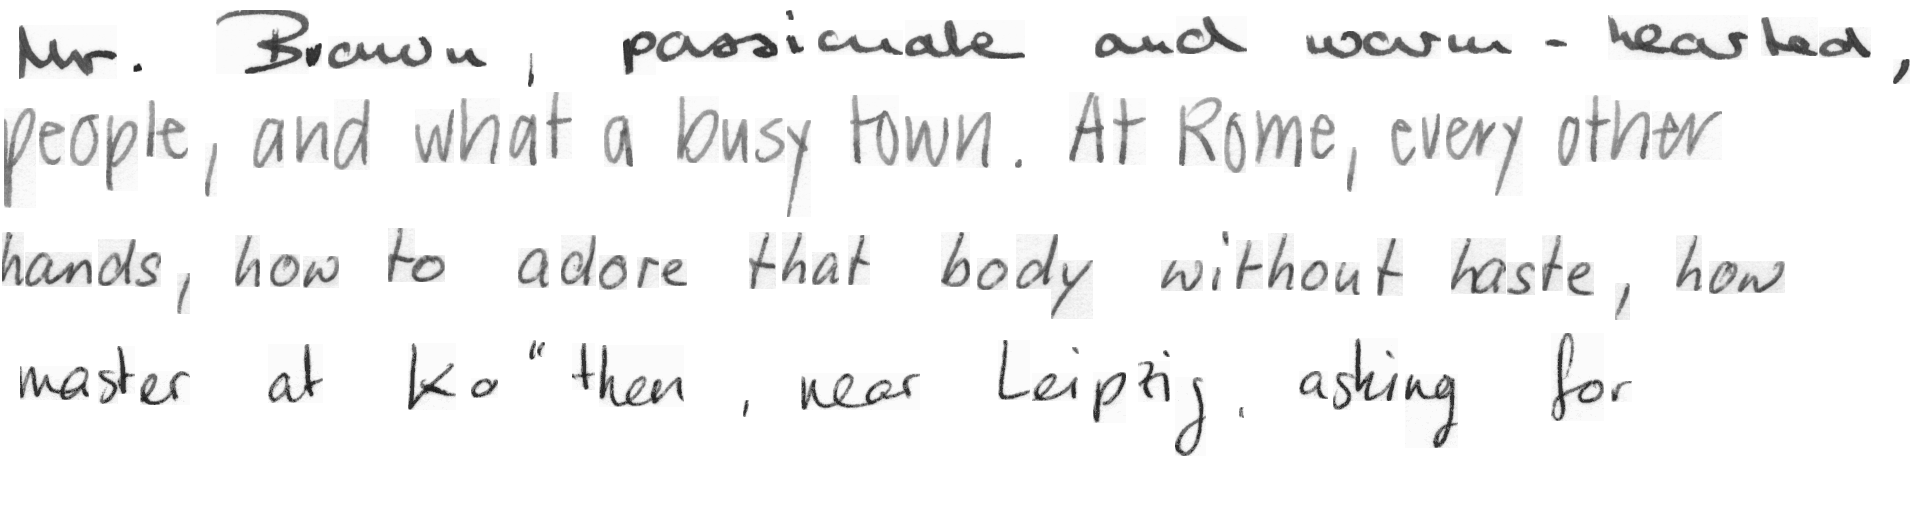 Mr. Brown, passionate and warm-hearted,
people, and what a busy town. At Rome, every other
hands, how to adore that body without haste, how
master at Ko"then, near Leipzig, asking for